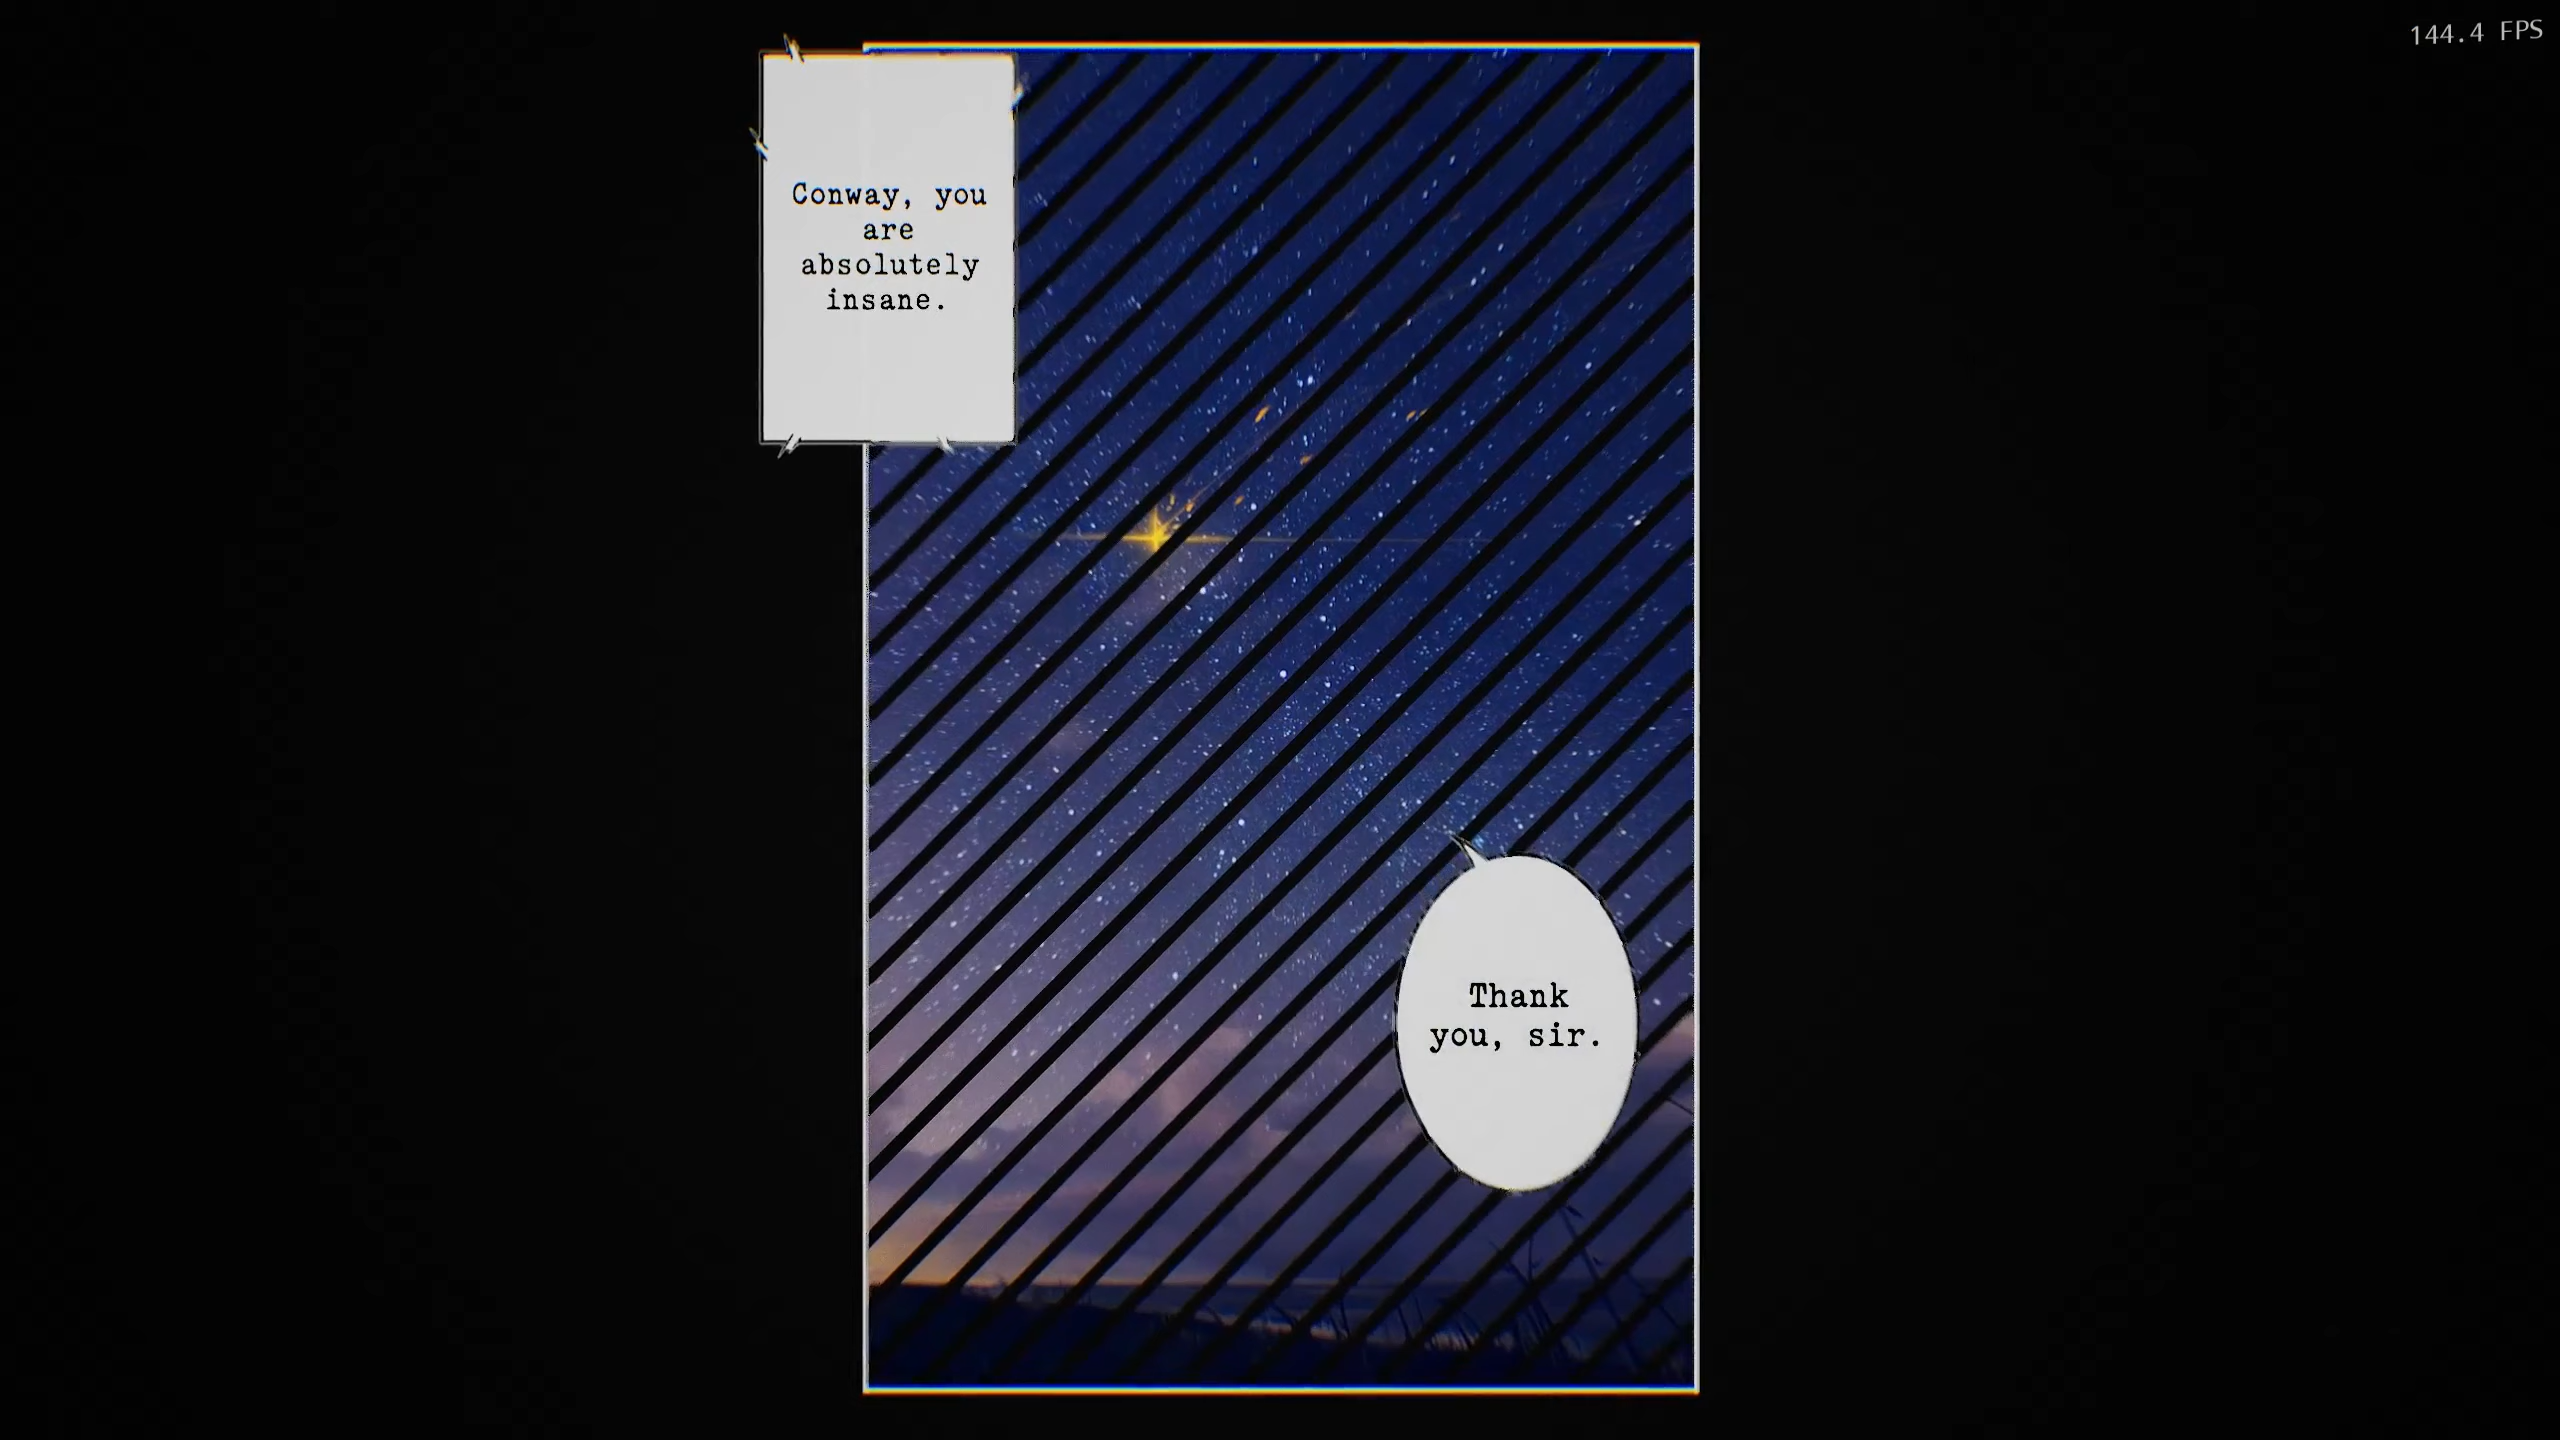 144.4 FPS
Conway, you
are
absolutely
insane.
Thank
you, sir.